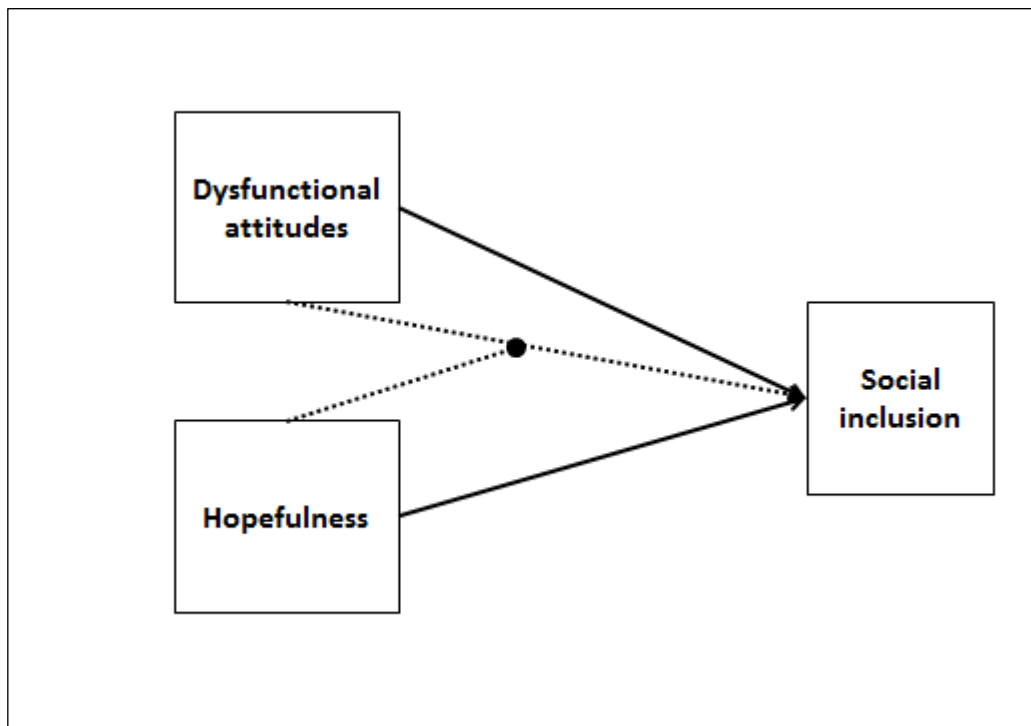 Dysfunctional
attitudes
Social
inclusion
Hopefulness